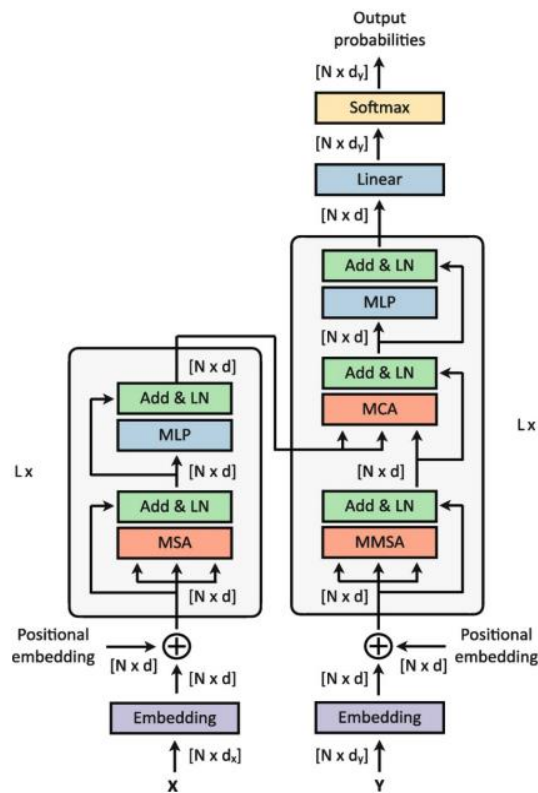 Output
probabilities
[N x dy]
Softmax
[N x dy]
Linear
[N x d]
Add & LN
MLP
[N x d]
Add & LN
MCA
[N x d]
Add & LN
MMSA
[N x d]
L x
[N x d]
Add & LN
MLP
[N x d]
Add & LN
MSA
[N x d]
L x
Positional
embedding
[N x d]
[N x d]
Embedding
[N x dx]
X
Positional
embedding
[N x d]
[N x d]
Embedding
[N x dy]
Y